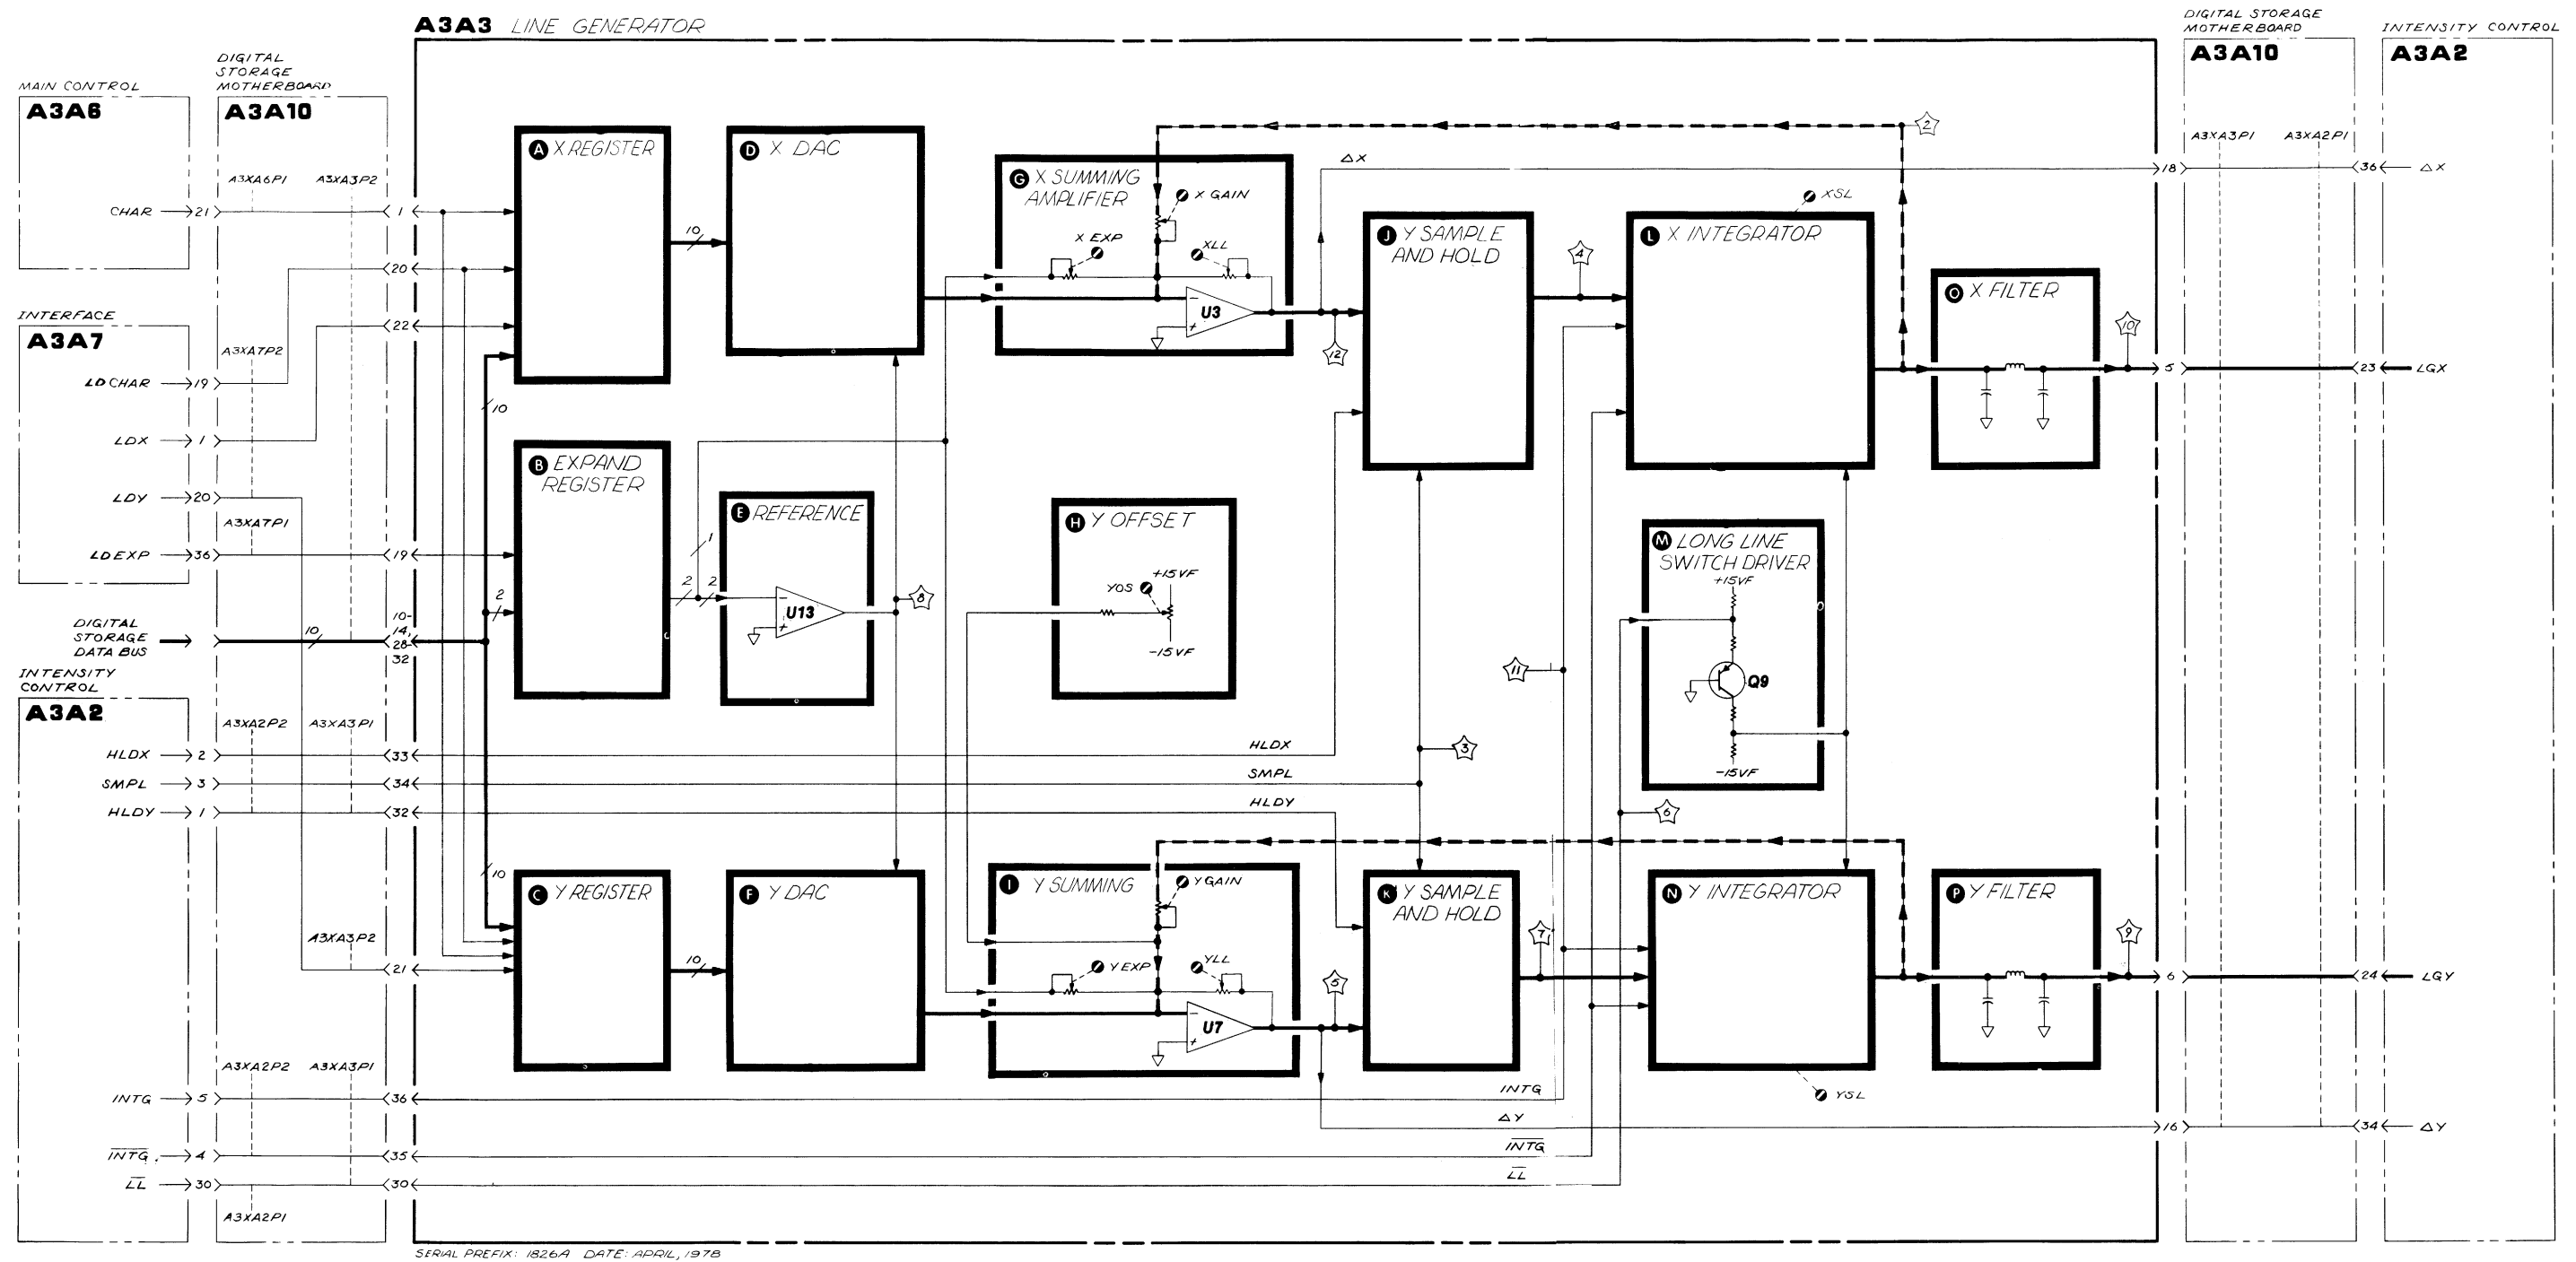 A3A3 LINE GENERATOR
MAIN CONTROL
A3A6
CHAR
21
DIGITAL
STORAGE
MOTHERBOARD
A3A10
A3XA6P1
A3XA3P2
1
20
22
INTERFACE
A3A7
LDCHAR
19
LDX
1
LDY
20
LDEXP
36
A3XA7P2
A3XA7P1
19
DIGITAL
STORAGE
DATA BUS
10
10-
14,
28-
32
INTENSITY
CONTROL
A3A2
HLDX
2
33
SMPL
3
34
HLDY
1
32
A3XA2P2
A3XA3P1
A3XA3P2
21
A3XA2P2
A3XA3P1
INTG
5
36
INTG
4
35
LL
30
30
A3XA2P1
A X REGISTER
10
10
B EXPAND
REGISTER
2
10
C Y REGISTER
10
D X DAC
E REFERENCE
1
2
2
U13
8
F Y DAC
G X SUMMING
AMPLIFIER
X GAIN
X EXP
XLL
U3
H Y OFFSET
+15VF
YOS
-15VF
I Y SUMMING
Y GAIN
Y EXP
YLL
U7
5
ΔX
12
J Y SAMPLE
AND HOLD
4
HLDX
SMPL
HLDY
3
11
K Y SAMPLE
AND HOLD
7
XSL
L X INTEGRATOR
2
M LONG LINE
SWITCH DRIVER
+15VF
Q9
-15VF
6
N Y INTEGRATOR
YSL
O X FILTER
10
P Y FILTER
9
INTG
ΔY
INTG
LL
DIGITAL STORAGE
MOTHERBOARD
A3A10
A3XA3P1
A3XA2P1
18
5
6
16
INTENSITY CONTROL
A3A2
36
ΔX
23
LGX
24
LGY
34
ΔY
SERIAL PREFIX: 1826A DATE: APRIL, 1978